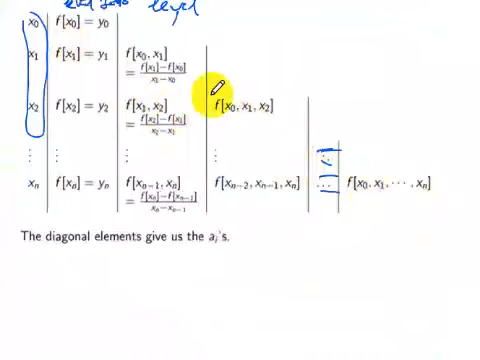 level
x₀ f[x₀] = y₀
x₁ f[x₁] = y₁ f[x₀, x₁]
= f[x₁]−f[x₀] / x₁−x₀
x₂ f[x₂] = y₂ f[x₁, x₂] f[x₀, x₁, x₂]
= f[x₂]−f[x₁] / x₂−x₁
⋮ ⋮ ⋮ ⋮ ⋱
xₙ f[xₙ] = yₙ f[xₙ₋₁, xₙ] f[xₙ₋₂, xₙ₋₁, xₙ] ⋯ f[x₀, x₁, ⋯ , xₙ]
= f[xₙ]−f[xₙ₋₁] / xₙ−xₙ₋₁
The diagonal elements give us the aᵢ's.